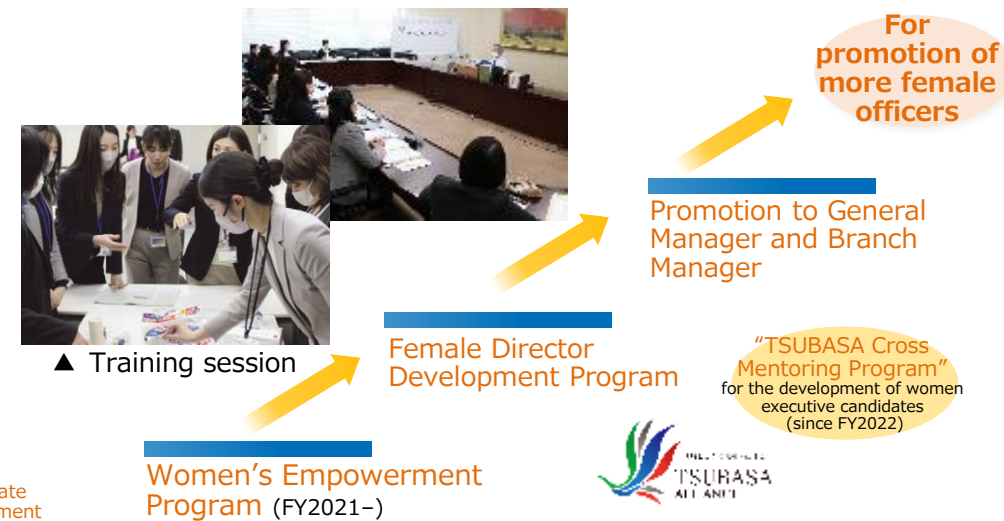 For
promotion of
more female
officers
Promotion to General
Manager and Branch
Manager
▲ Training session
Female Director
Development Program
“TSUBASA Cross
Mentoring Program”
for the development of women
executive candidates
(since FY2022)
TSUBASA
ALLIANCE
Women’s Empowerment
Program (FY2021–)
ate
ment